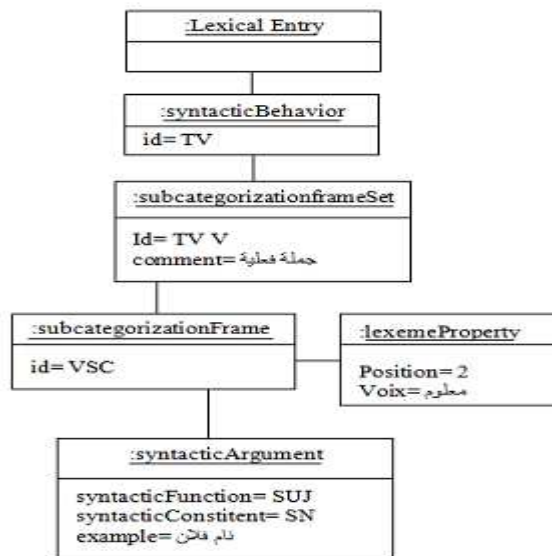 :Lexical Entry
:syntacticBehavior
id= TV
:subcategorizationframeSet
Id= TV V
comment= جملة فعلية
:subcategorizationFrame
id= VSC
:lexemeProperty
Position= 2
Voix= معلوم
:syntacticArgument
syntacticFunction= SUJ
syntacticConstitent= SN
example= نام فلان